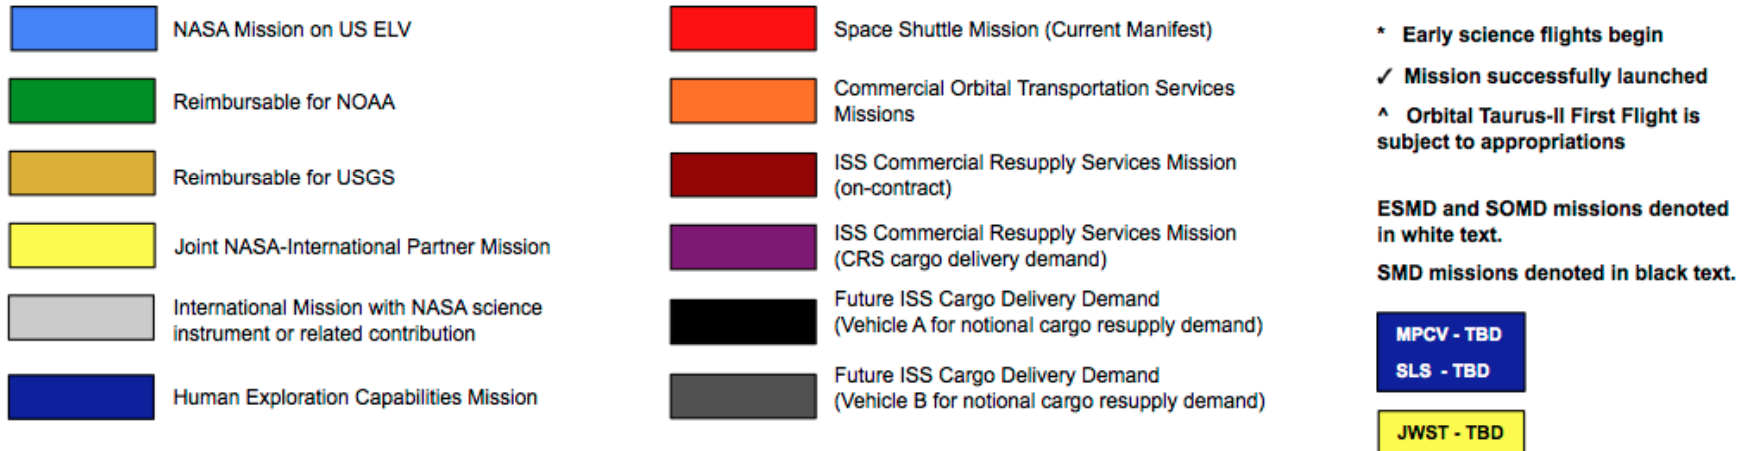 NASA Mission on US ELV
Reimbursable for NOAA
Reimbursable for USGS
Joint NASA-International Partner Mission
International Mission with NASA science
instrument or related contribution
Human Exploration Capabilities Mission
Space Shuttle Mission (Current Manifest)
Commercial Orbital Transportation Services
Missions
ISS Commercial Resupply Services Mission
(on-contract)
ISS Commercial Resupply Services Mission
(CRS cargo delivery demand)
Future ISS Cargo Delivery Demand
(Vehicle A for notional cargo resupply demand)
Future ISS Cargo Delivery Demand
(Vehicle B for notional cargo resupply demand)
* Early science flights begin
✓ Mission successfully launched
^ Orbital Taurus-II First Flight is
subject to appropriations
ESMD and SOMD missions denoted
in white text.
SMD missions denoted in black text.
MPCV - TBD
SLS - TBD
JWST - TBD